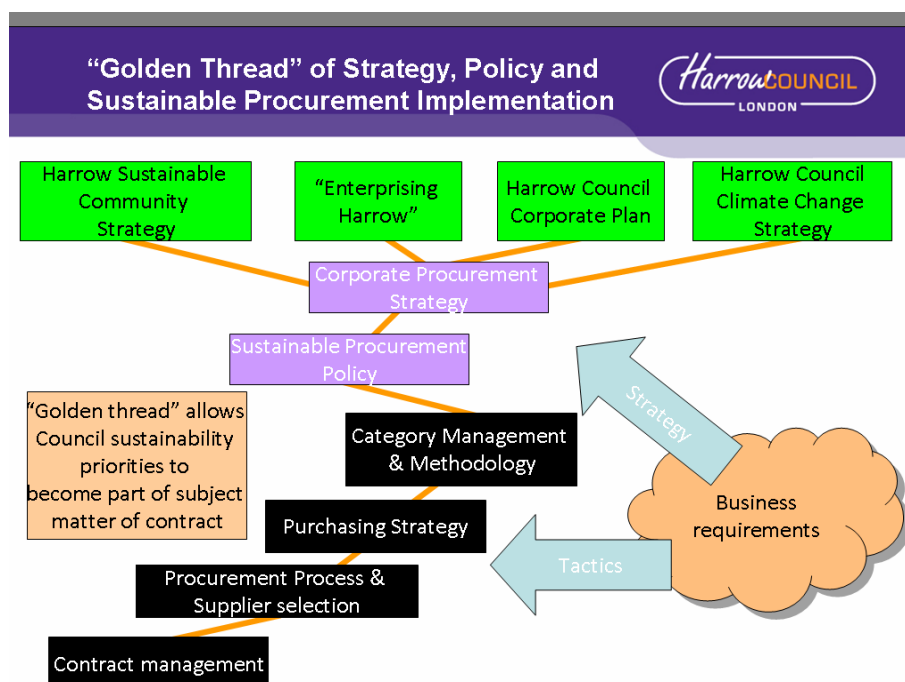 “Golden Thread” of Strategy, Policy and
Sustainable Procurement Implementation
HarrowCOUNCIL
LONDON
Harrow Sustainable
Community
Strategy
“Enterprising
Harrow”
Harrow Council
Corporate Plan
Harrow Council
Climate Change
Strategy
Corporate Procurement
Strategy
Sustainable Procurement
Policy
Strategy
“Golden thread” allows
Council sustainability
priorities to
become part of subject
matter of contract
Category Management
& Methodology
Business
requirements
Purchasing Strategy
Tactics
Procurement Process &
Supplier selection
Contract management